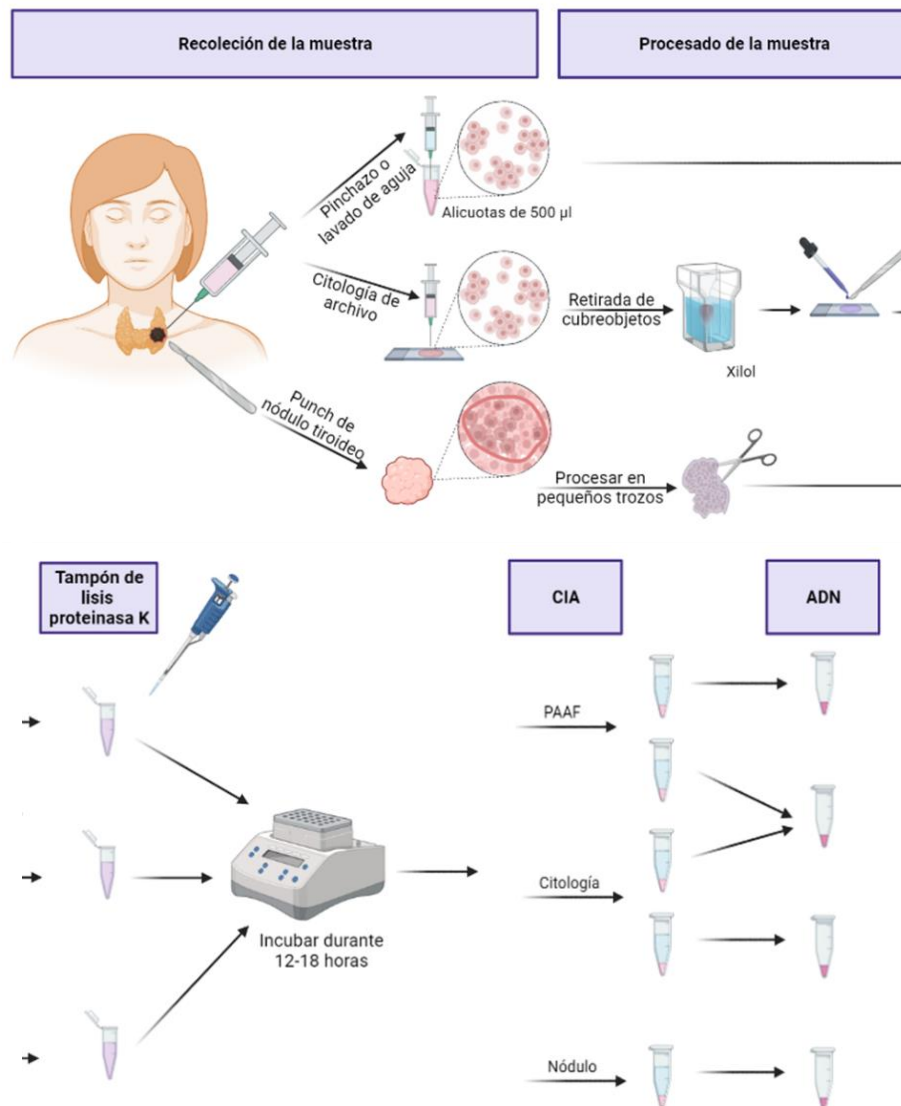 Recoleción de la muestra
Procesado de la muestra
Pinchazo o
lavado de aguja
Alicuotas de 500 µl
Citología de
archivo
Retirada de
cubreobjetos
Xilol
Punch de
nódulo tiroideo
Procesar en
pequeños trozos
Tampón de
lisis
proteinasa K
CIA
ADN
PAAF
Citología
Incubar durante
12-18 horas
Nódulo